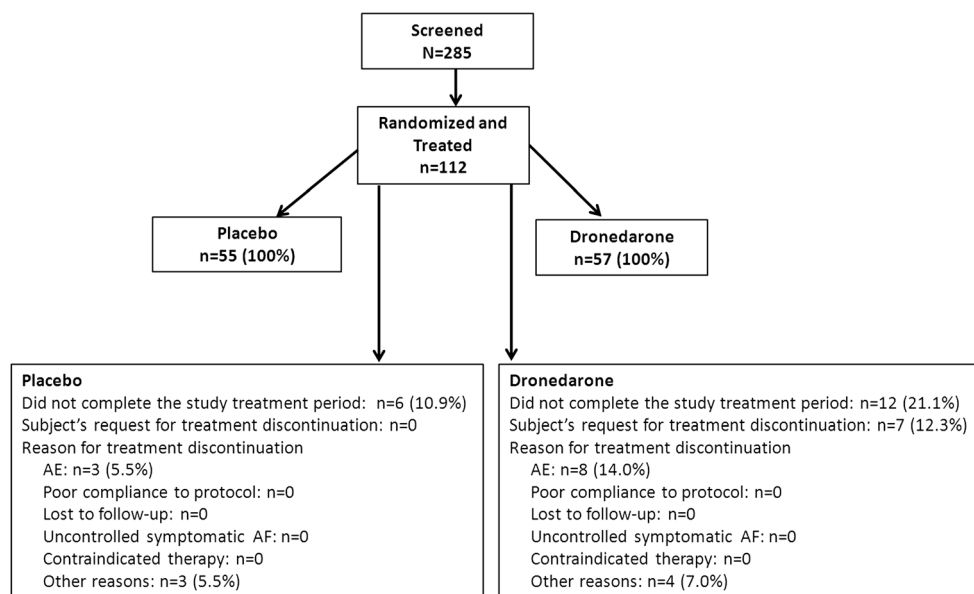 Screened
N=285
Randomized and
Treated
n=112
Placebo
n=55 (100%)
Dronedarone
n=57 (100%)
Placebo
Did not complete the study treatment period: n=6 (10.9%)
Subject's request for treatment discontinuation: n=0
Reason for treatment discontinuation
AE: n=3 (5.5%)
Poor compliance to protocol: n=0
Lost to follow-up: n=0
Uncontrolled symptomatic AF: n=0
Contraindicated therapy: n=0
Other reasons: n=3 (5.5%)
Dronedarone
Did not complete the study treatment period: n=12 (21.1%)
Subject's request for treatment discontinuation: n=7 (12.3%)
Reason for treatment discontinuation
AE: n=8 (14.0%)
Poor compliance to protocol: n=0
Lost to follow-up: n=0
Uncontrolled symptomatic AF: n=0
Contraindicated therapy: n=0
Other reasons: n=4 (7.0%)